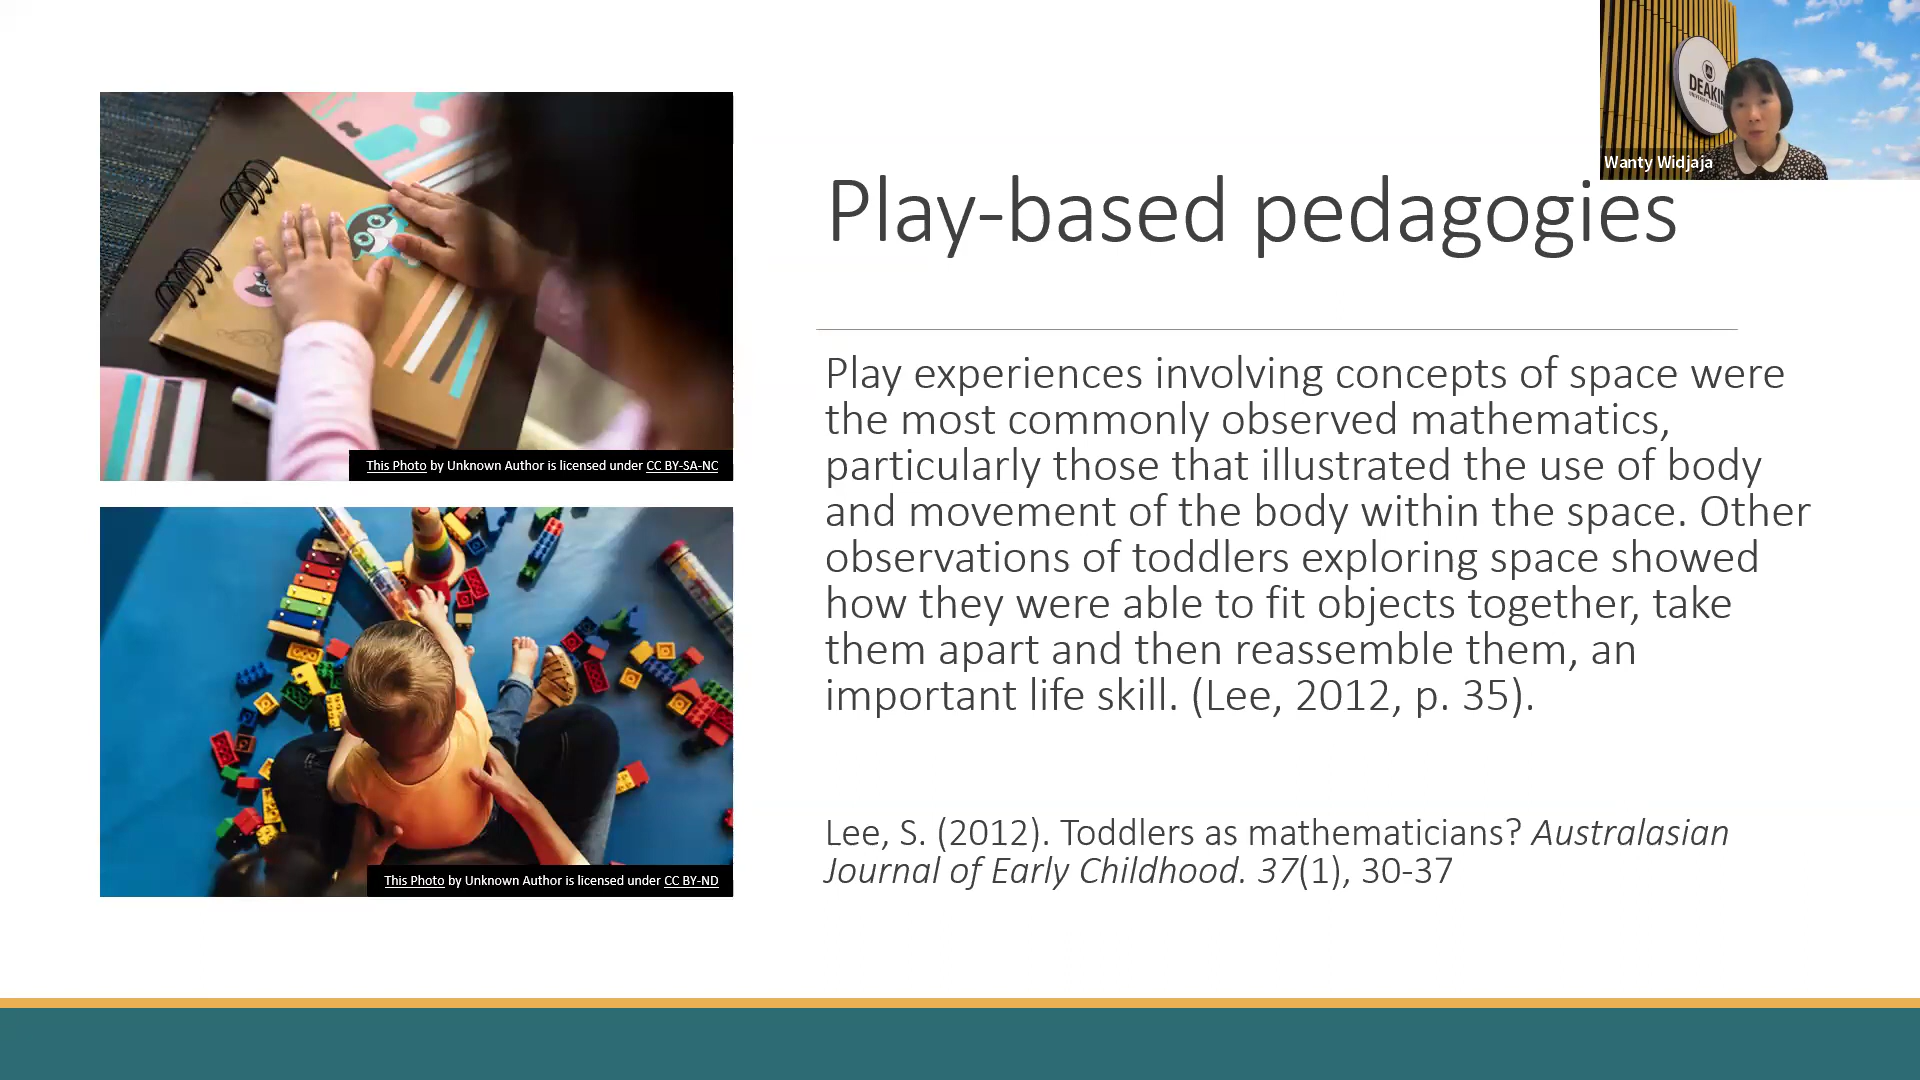 DEAKIN
Wanty Widjaja
Play-based pedagogies
Play experiences involving concepts of space were
the most commonly observed mathematics,
particularly those that illustrated the use of body
and movement of the body within the space. Other
observations of toddlers exploring space showed
how they were able to fit objects together, take
them apart and then reassemble them, an
important life skill. (Lee, 2012, p. 35).
Lee, S. (2012). Toddlers as mathematicians? Australasian
Journal of Early Childhood. 37(1), 30-37
This Photo by Unknown Author is licensed under CC BY-SA-NC
This Photo by Unknown Author is licensed under CC BY-ND